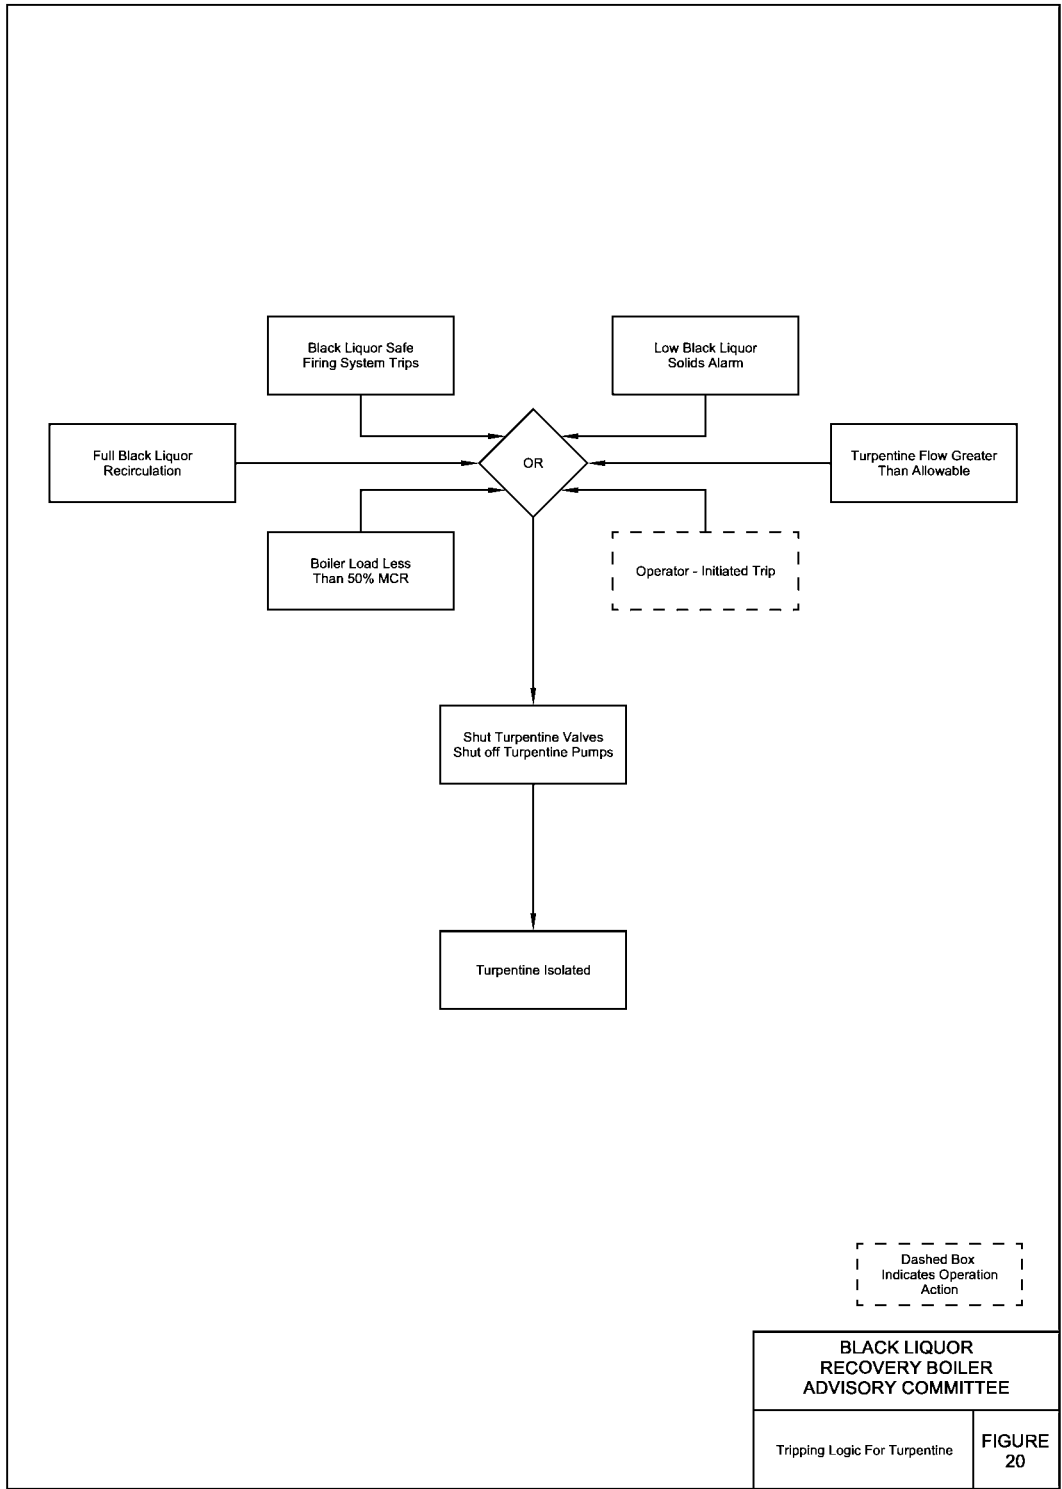 Black Liquor Safe
Firing System Trips
Low Black Liquor
Solids Alarm
Full Black Liquor
Recirculation
OR
Turpentine Flow Greater
Than Allowable
Boiler Load Less
Than 50% MCR
Operator - Initiated Trip
Shut Turpentine Valves
Shut off Turpentine Pumps
Turpentine Isolated
Dashed Box
Indicates Operation
Action
BLACK LIQUOR
RECOVERY BOILER
ADVISORY COMMITTEE
Tripping Logic For Turpentine
FIGURE
20